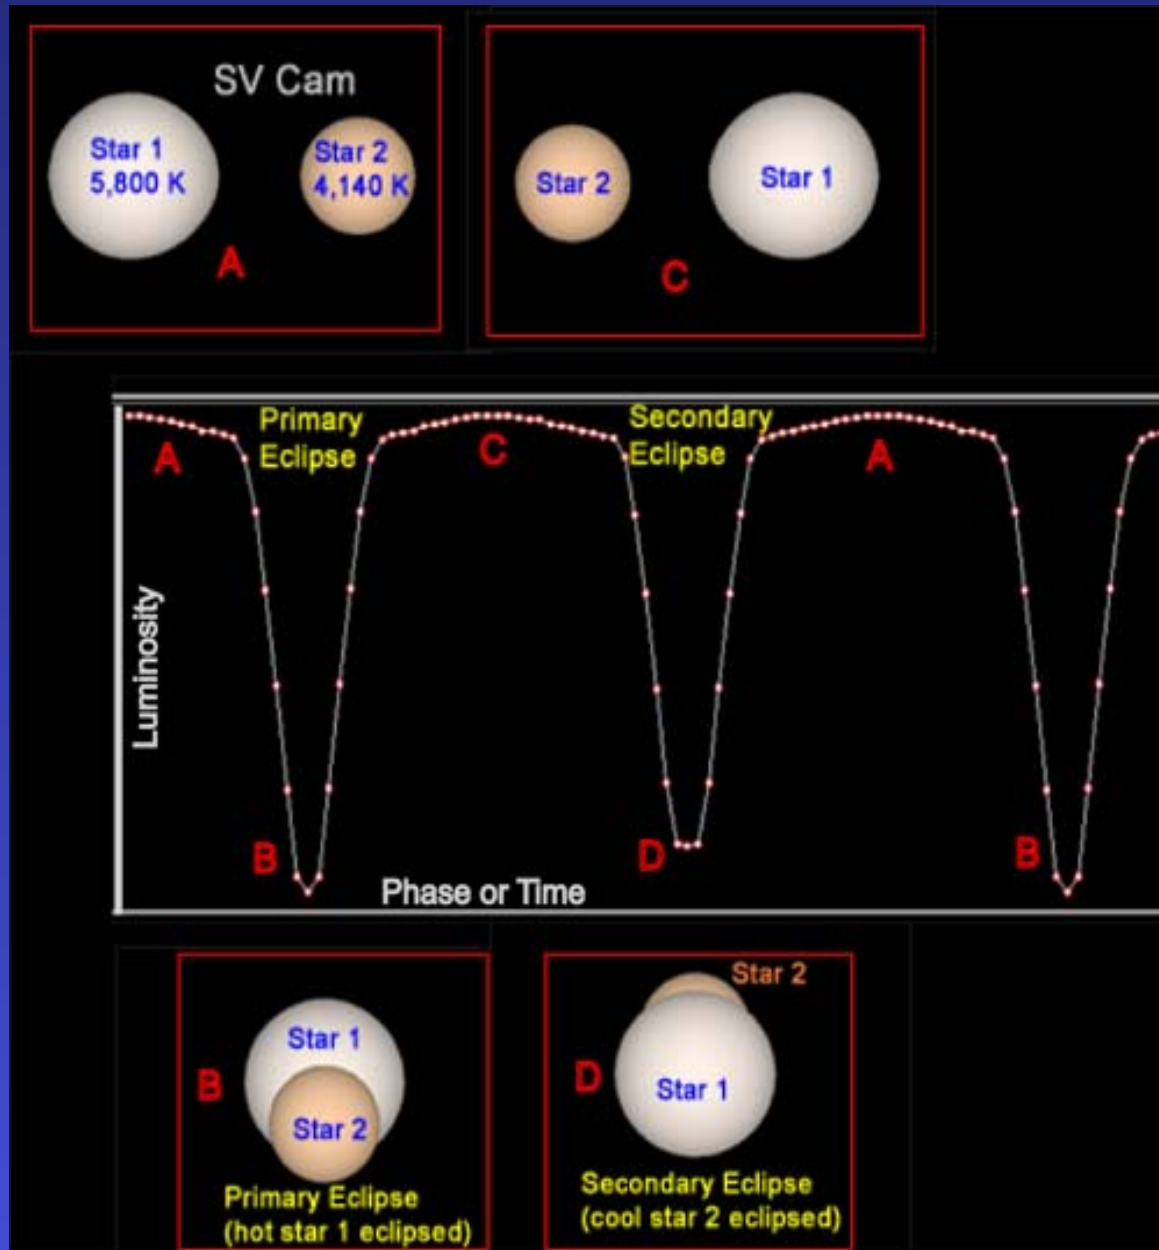 SV Cam
Star 1
5,800 K
Star 2
4,140 K
A
Star 2
Star 1
C
Primary
Eclipse
Secondary
Eclipse
A
C
A
Luminosity
B
D
B
Phase or Time
Star 1
B
Star 2
Primary Eclipse
(hot star 1 eclipsed)
Star 2
D
Star 1
Secondary Eclipse
(cool star 2 eclipsed)